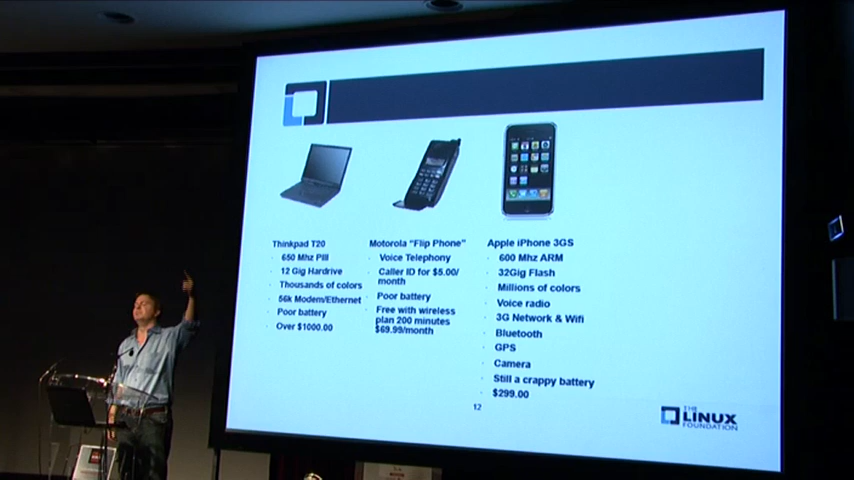 Thinkpad T20
650 Mhz PIII
12 Gig Hardrive
Thousands of colors
56k Modem/Ethernet
Poor battery
Over $1000.00
Motorola “Flip Phone”
Voice Telephony
Caller ID for $5.00/
month
Poor battery
Free with wireless
plan 200 minutes
$69.99/month
Apple iPhone 3GS
600 Mhz ARM
32Gig Flash
Millions of colors
Voice radio
3G Network & Wifi
Bluetooth
GPS
Camera
Still a crappy battery
$299.00
12
THE
LINUX
FOUNDATION